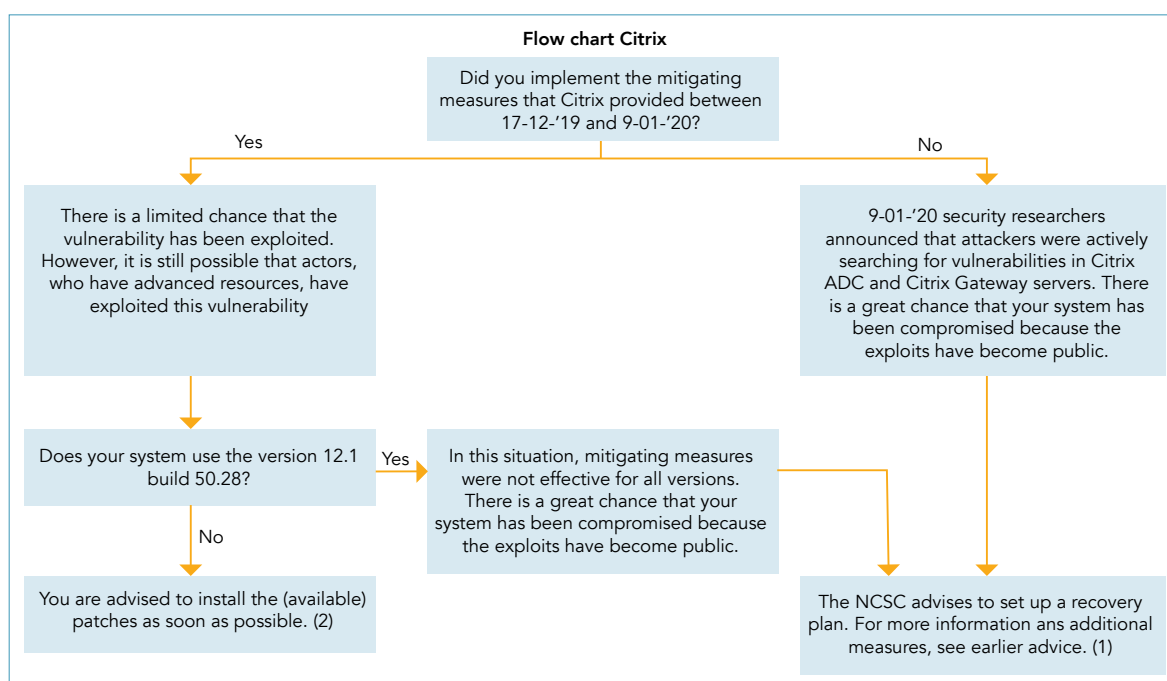 Flow chart Citrix
Did you implement the mitigating
measures that Citrix provided between
17-12-'19 and 9-01-'20?
Yes
No
There is a limited chance that the
vulnerability has been exploited.
However, it is still possible that actors,
who have advanced resources, have
exploited this vulnerability
9-01-'20 security researchers
announced that attackers were actively
searching for vulnerabilities in Citrix
ADC and Citrix Gateway servers. There
is a great chance that your system has
been compromised because the
exploits have become public.
Does your system use the version 12.1
build 50.28?
Yes
In this situation, mitigating measures
were not effective for all versions.
There is a great chance that your
system has been compromised because
the exploits have become public.
No
You are advised to install the (available)
patches as soon as possible. (2)
The NCSC advises to set up a recovery
plan. For more information ans additional
measures, see earlier advice. (1)